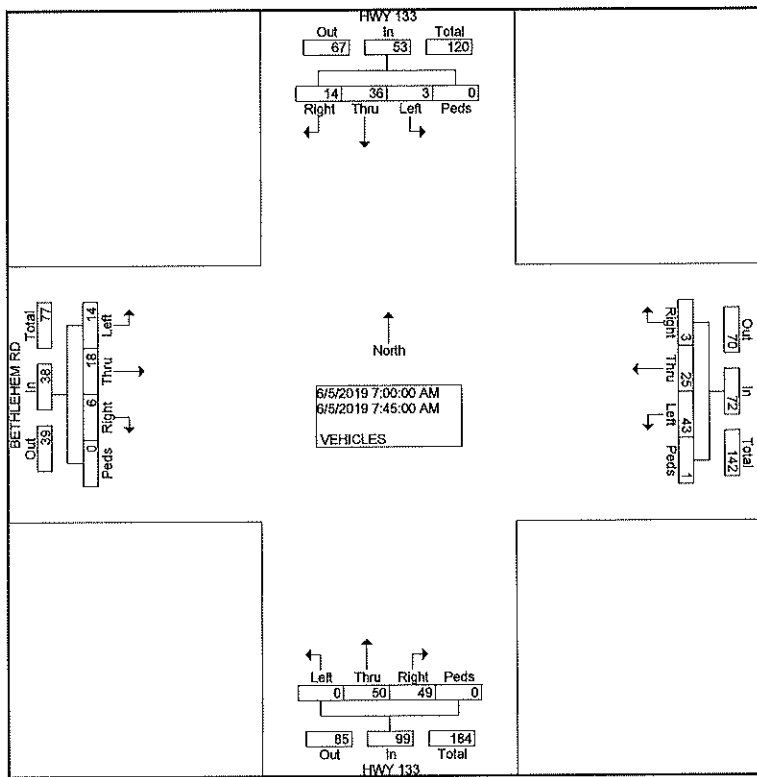 HWY 133
Out In Total
67 53 120
14 36 3 0
Right Thru Left Peds
BETHLEHEM RD
Out In Total
39 38 77
14 18 6 0
Left Thru Right Peds
North
6/5/2019 7:00:00 AM
6/5/2019 7:45:00 AM
VEHICLES
Right Thru Left Peds
3 25 43 1
Out In Total
70 72 142
Left Thru Right Peds
0 50 49 0
85 99 184
Out In Total
HWY 133